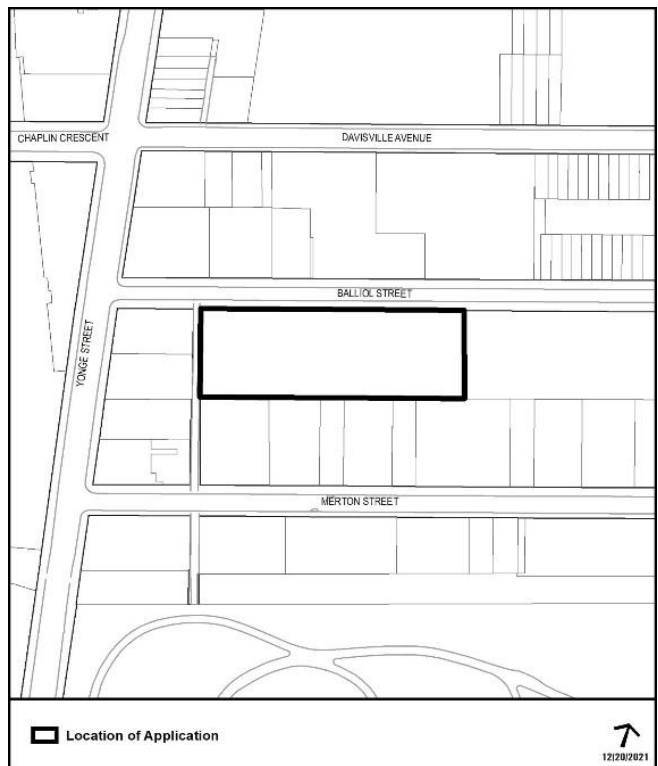 CHAPLIN CRESCENT
DAVISVILLE AVENUE
BALLIOL STREET
YONGE STREET
MERTON STREET
Location of Application
12/20/2021